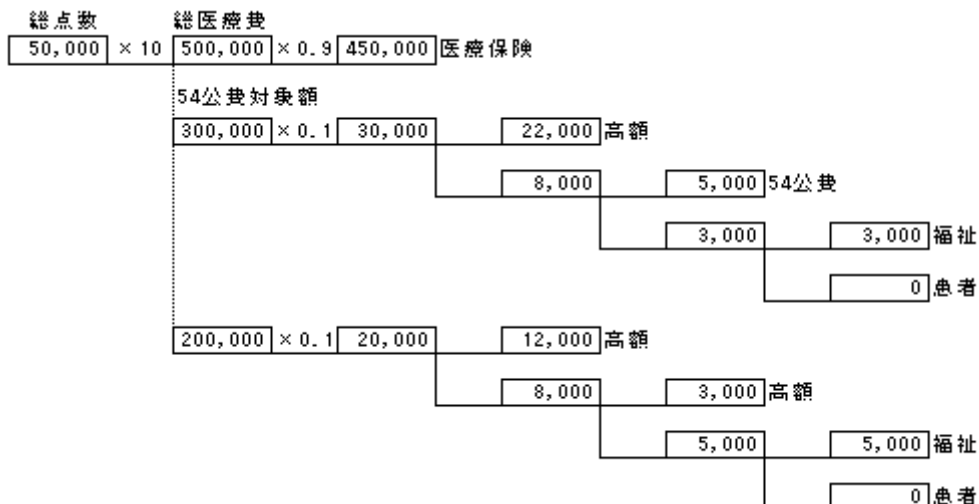 総点数 総医療費
50,000 × 10 500,000 × 0.9 450,000 医療保険
54公費対象額
300,000 × 0.1 30,000 22,000 高額
8,000 5,000 54公費
3,000 3,000 福祉
0 患者
200,000 × 0.1 20,000 12,000 高額
8,000 3,000 高額
5,000 5,000 福祉
0 患者